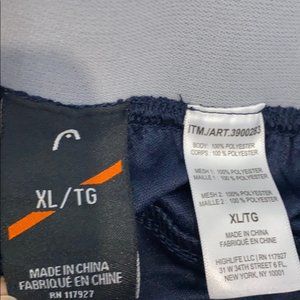 XL/TG
MADE IN CHINA
FABRIQUÉ EN CHINE
RN 117927
ITM./ART.3900283
BODY: 100% POLYESTER
CORPS : 100 % POLYESTER
MESH 1: 100% POLYESTER
MAILLE 1 : 100 % POLYESTER
MESH 2: 100% POLYESTER
MAILLE 2 : 100 % POLYESTER
XL/TG
MADE IN CHINA
FABRIQUÉ EN CHINE
HIGHLIFE LLC | RN 117927
31 W 34TH STREET 6 FL.
NEW YORK, NY 10001